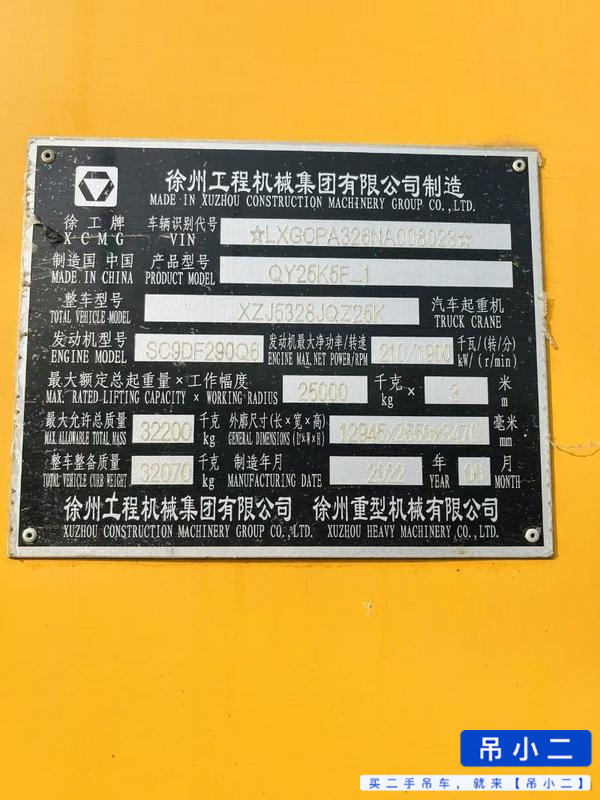 徐州工程机械集团有限公司制造
MADE IN XUZHOU CONSTRUCTION MACHINERY GROUP CO.,LTD.
徐工牌 车辆识别代号 ☆LXGCPA326NA008028☆
XCMG VIN
制造国 中国 产品型号 QY25K5F_1
MADE IN CHINA PRODUCT MODEL
整车型号 XZJ5328JQZ25K 汽车起重机
TOTAL VEHICLE MODEL TRUCK CRANE
发动机型号 SC9DF290Q6 发动机最大净功率/转速 210/1900 千瓦/(转/分)
ENGINE MODEL ENGINE MAX.NET POWER/RPM kW/(r/min)
最大额定总起重量×工作幅度 25000 千克 × 3 米
MAX. RATED LIFTING CAPACITY × WORKING RADIUS kg m
最大允许总质量 32200 千克 外廓尺寸(长×宽×高) 12945x2550x3470 毫米
MAX.ALLOWABLE TOTAL MASS kg GENERAL DIMENSIONS (L×W×H) mm
整车整备质量 32070 千克 制造年月 2022 年 08 月
TOTAL VEHICLE CURB WEIGHT kg MANUFACTURING DATE YEAR MONTH
徐州工程机械集团有限公司 徐州重型机械有限公司
XUZHOU CONSTRUCTION MACHINERY GROUP CO.,LTD. XUZHOU HEAVY MACHINERY CO.,LTD.
吊小二
买二手吊车，就来【吊小二】